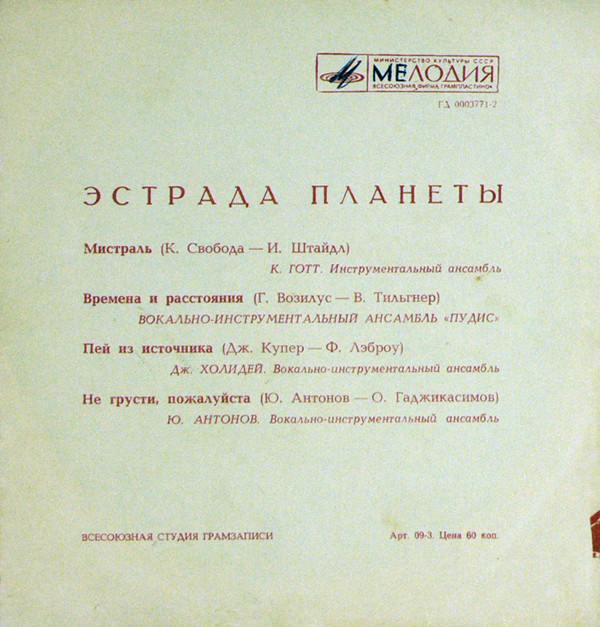 МИНИСТЕРСТВО КУЛЬТУРЫ СССР
МЕЛОДИЯ
ВСЕСОЮЗНАЯ ФИРМА ГРАМПЛАСТИНОК
ГД 0003771-2
ЭСТРАДА ПЛАНЕТЫ
Мистраль (К. Свобода — И. Штайдл)
К. ГОТТ. Инструментальный ансамбль
Времена и расстояния (Г. Возилус — В. Тильгнер)
ВОКАЛЬНО-ИНСТРУМЕНТАЛЬНЫЙ АНСАМБЛЬ «ПУДИС»
Пей из источника (Дж. Купер — Ф. Лэброу)
Дж. ХОЛИДЕЙ. Вокально-инструментальный ансамбль
Не грусти, пожалуйста (Ю. Антонов — О. Гаджикасимов)
Ю. АНТОНОВ. Вокально-инструментальный ансамбль
ВСЕСОЮЗНАЯ СТУДИЯ ГРАМЗАПИСИ
Арт. 09-3. Цена 60 коп.